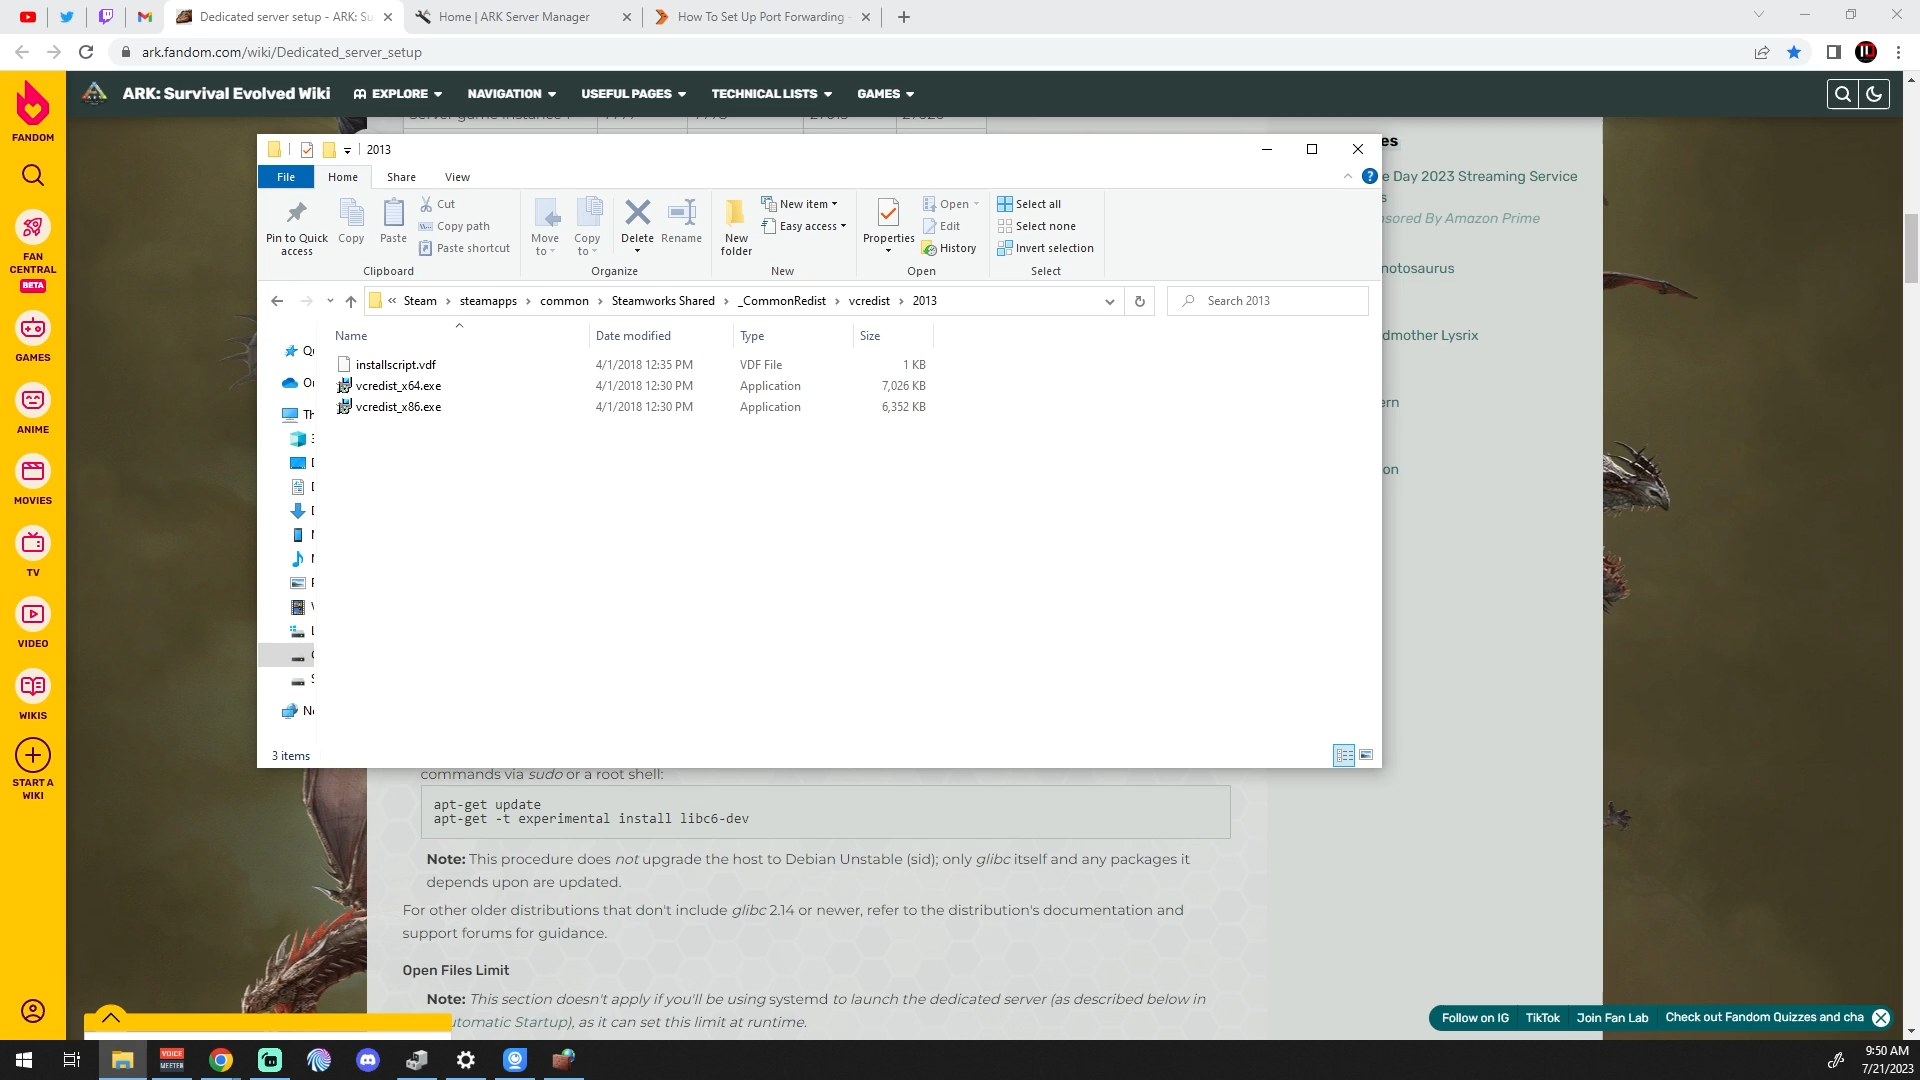 Dedicated server setup - ARK: Su
Home | ARK Server Manager
How To Set Up Port Forwarding
ark.fandom.com/wiki/Dedicated_server_setup
FANDOM
ARK: Survival Evolved Wiki
EXPLORE
NAVIGATION
USEFUL PAGES
TECHNICAL LISTS
GAMES
FAN
CENTRAL
BETA
GAMES
ANIME
MOVIES
TV
VIDEO
WIKIS
START A
WIKI
2013
File
Home
Share
View
Pin to Quick
access
Copy
Paste
Cut
Copy path
Paste shortcut
Clipboard
Move
to
Copy
to
Delete
Rename
Organize
New
folder
New item
Easy access
New
Properties
Open
Edit
History
Open
Select all
Select none
Invert selection
Select
« Steam › steamapps › common › Steamworks Shared › _CommonRedist › vcredist › 2013
Search 2013
Name
Date modified
Type
Size
installscript.vdf 4/1/2018 12:35 PM VDF File 1 KB
vcredist_x64.exe 4/1/2018 12:30 PM Application 7,026 KB
vcredist_x86.exe 4/1/2018 12:30 PM Application 6,352 KB
3 items
es
e Day 2023 Streaming Service
s
nsored By Amazon Prime
notosaurus
dmother Lysrix
ern
on
commands via sudo or a root shell:
apt-get update
apt-get -t experimental install libc6-dev
Note: This procedure does not upgrade the host to Debian Unstable (sid); only glibc itself and any packages it
depends upon are updated.
For other older distributions that don't include glibc 2.14 or newer, refer to the distribution's documentation and
support forums for guidance.
Open Files Limit
Note: This section doesn't apply if you'll be using systemd to launch the dedicated server (as described below in
utomatic Startup), as it can set this limit at runtime.
Follow on IG
TikTok
Join Fan Lab
Check out Fandom Quizzes and cha
VOICE
MEETER
9:50 AM
7/21/2023